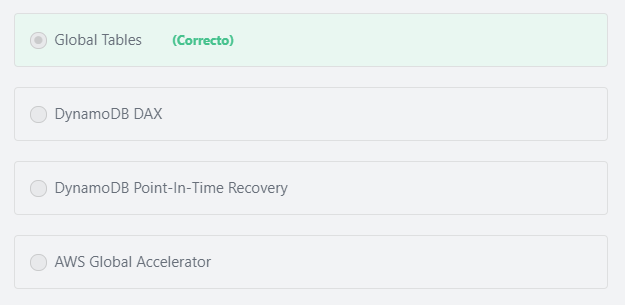 Global Tables (Correcto)
DynamoDB DAX
DynamoDB Point-In-Time Recovery
AWS Global Accelerator